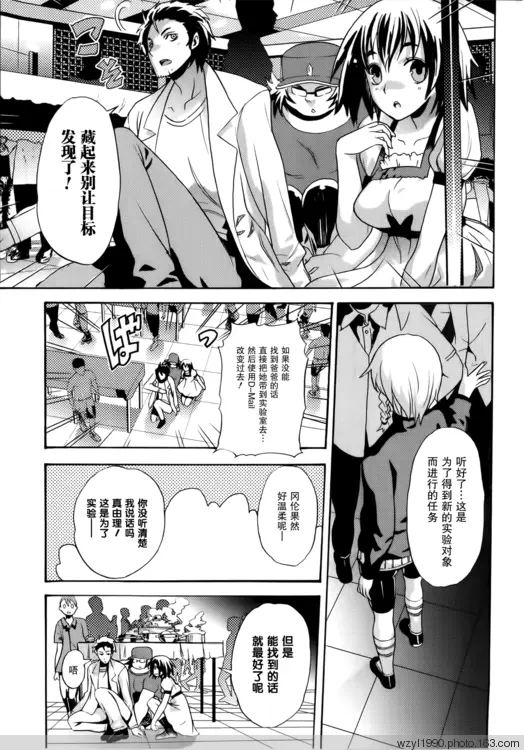 藏起来别让目标
发现了！
听好了…这是
为了得到新的实验对象
而进行的任务
如果没能
找到爸爸的话
直接把她带到实验室去…
然后使用D-Mail
改变过去！
ばっ
冈伦果然
好温柔呢—
你没听清楚
我说话吗
真由理！
这是为了
实验—
但是
能找到的话
就最好了呢
唔
wzyl1990.photo.163.com